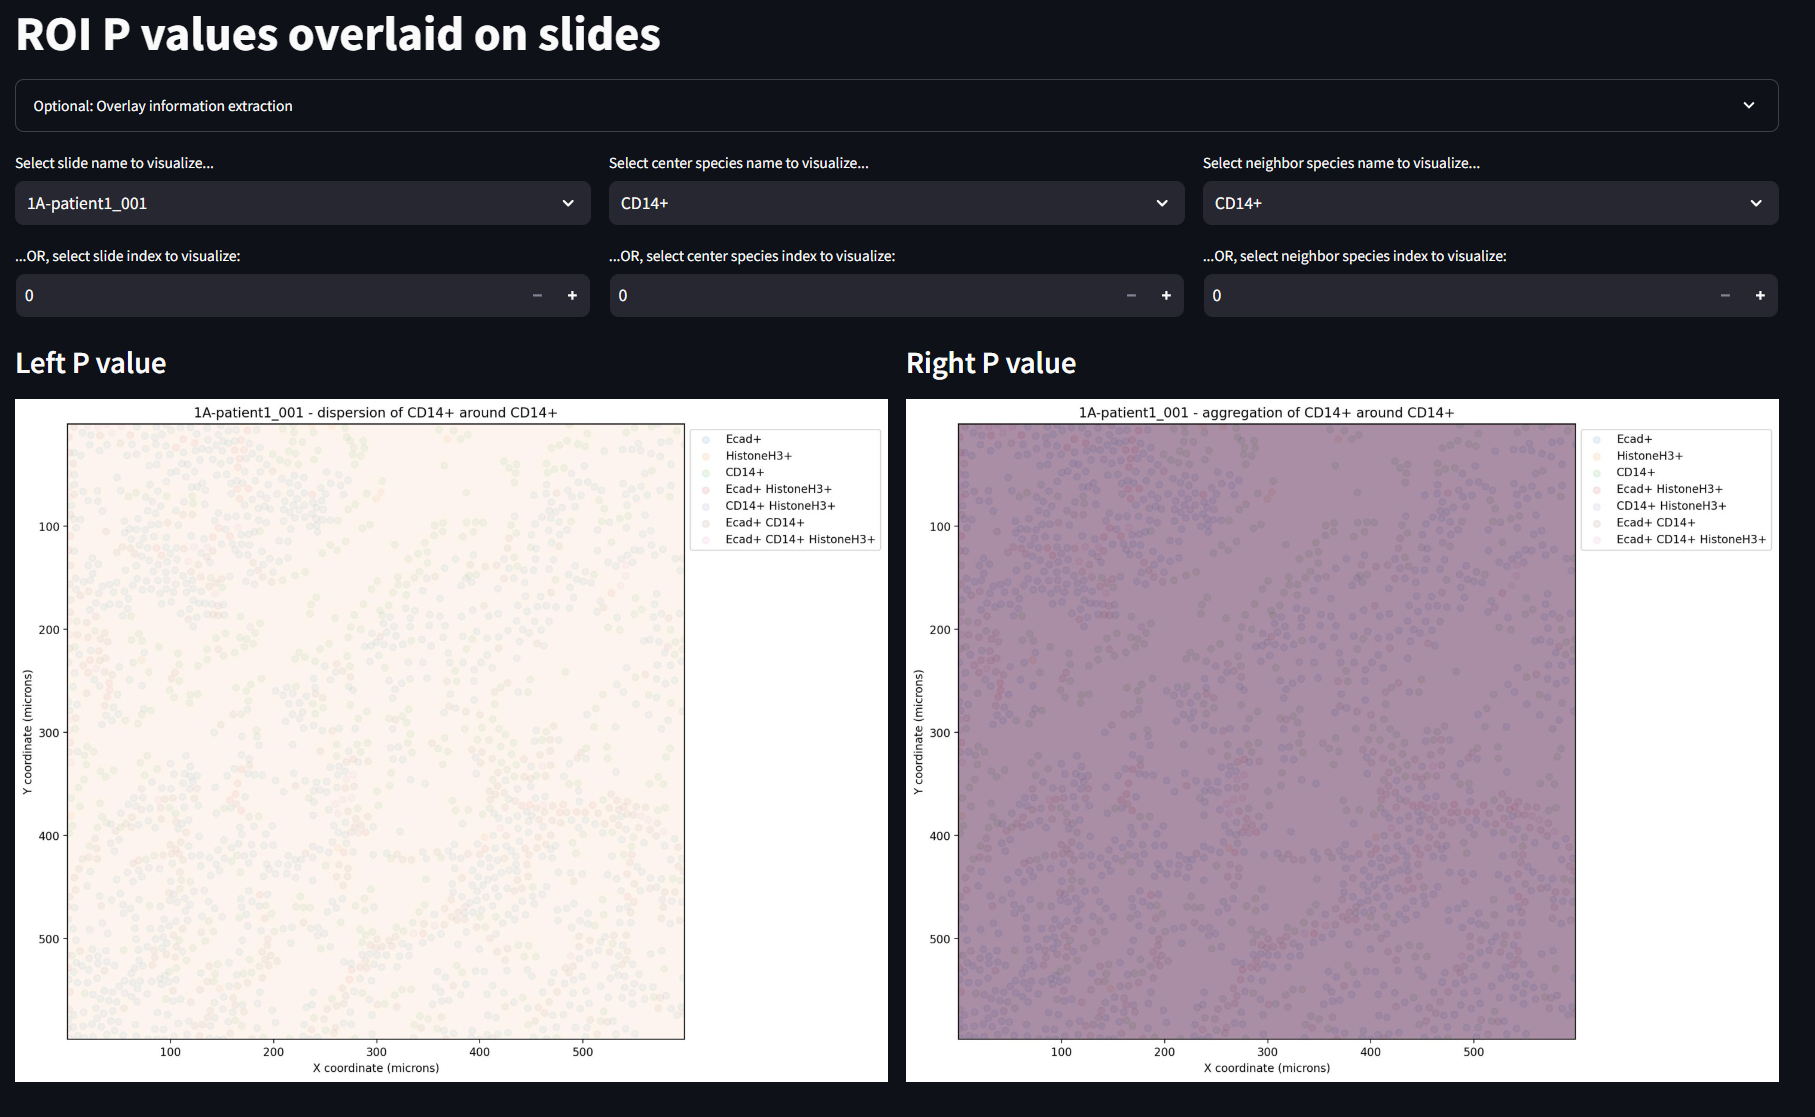 ROI P values overlaid on slides
Optional: Overlay information extraction
Select slide name to visualize...
Select center species name to visualize...
Select neighbor species name to visualize...
1A-patient1_001
CD14+
CD14+
...OR, select slide index to visualize:
...OR, select center species index to visualize:
...OR, select neighbor species index to visualize:
0
0
0
Left P value
1A-patient1_001 - dispersion of CD14+ around CD14+
Ecad+
HistoneH3+
CD14+
Ecad+ HistoneH3+
CD14+ HistoneH3+
Ecad+ CD14+
Ecad+ CD14+ HistoneH3+
Y coordinate (microns)
100
200
300
400
500
100
200
300
400
500
X coordinate (microns)
Right P value
1A-patient1_001 - aggregation of CD14+ around CD14+
Ecad+
HistoneH3+
CD14+
Ecad+ HistoneH3+
CD14+ HistoneH3+
Ecad+ CD14+
Ecad+ CD14+ HistoneH3+
Y coordinate (microns)
100
200
300
400
500
100
200
300
400
500
X coordinate (microns)